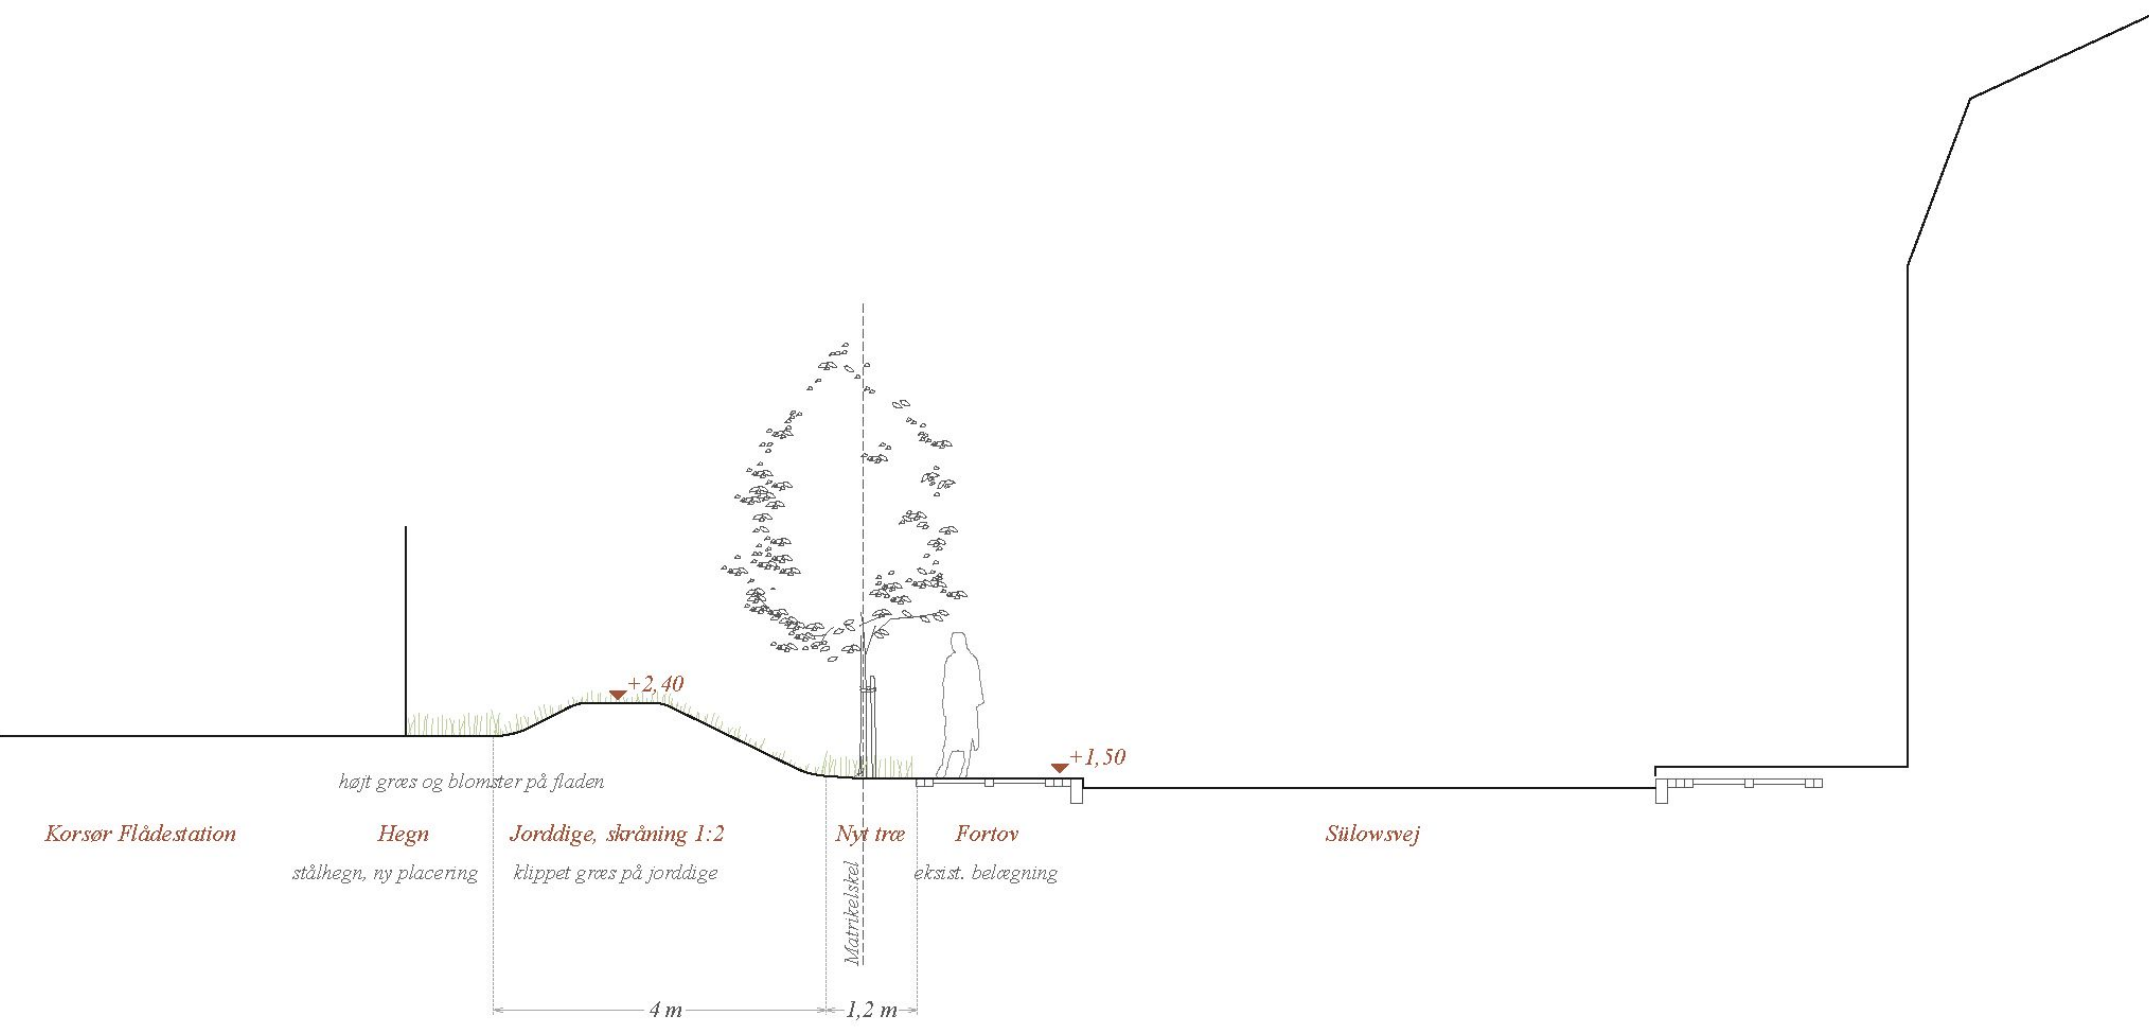 +2,40
+1,50
højt græs og blomster på fladen
Korsør Flådestation
Hegn
Jorddige, skråning 1:2
Nyt træ
Fortov
Sülowsvej
stålhegn, ny placering
klippet græs på jorddige
Matrikelskel
eksist. belægning
4 m
1,2 m